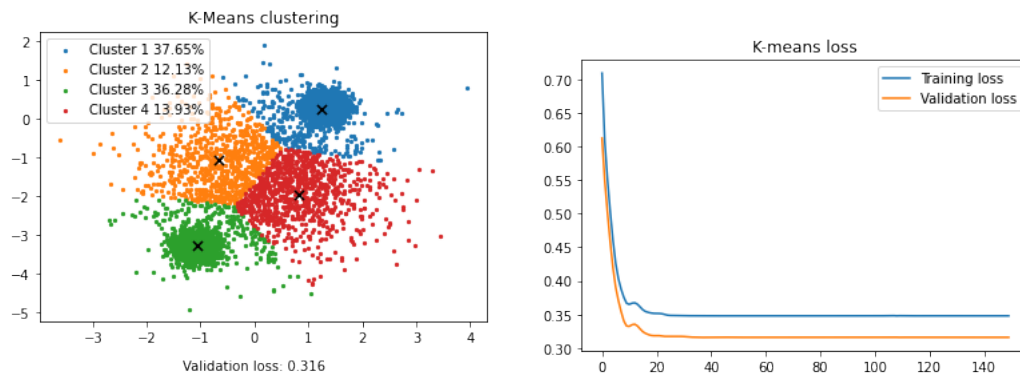 K-Means clustering
Cluster 1 37.65%
Cluster 2 12.13%
Cluster 3 36.28%
Cluster 4 13.93%
2
1
0
−1
−2
−3
−4
−5
−3 −2 −1 0 1 2 3 4
Validation loss: 0.316
K-means loss
Training loss
Validation loss
0.70
0.65
0.60
0.55
0.50
0.45
0.40
0.35
0.30
0 20 40 60 80 100 120 140